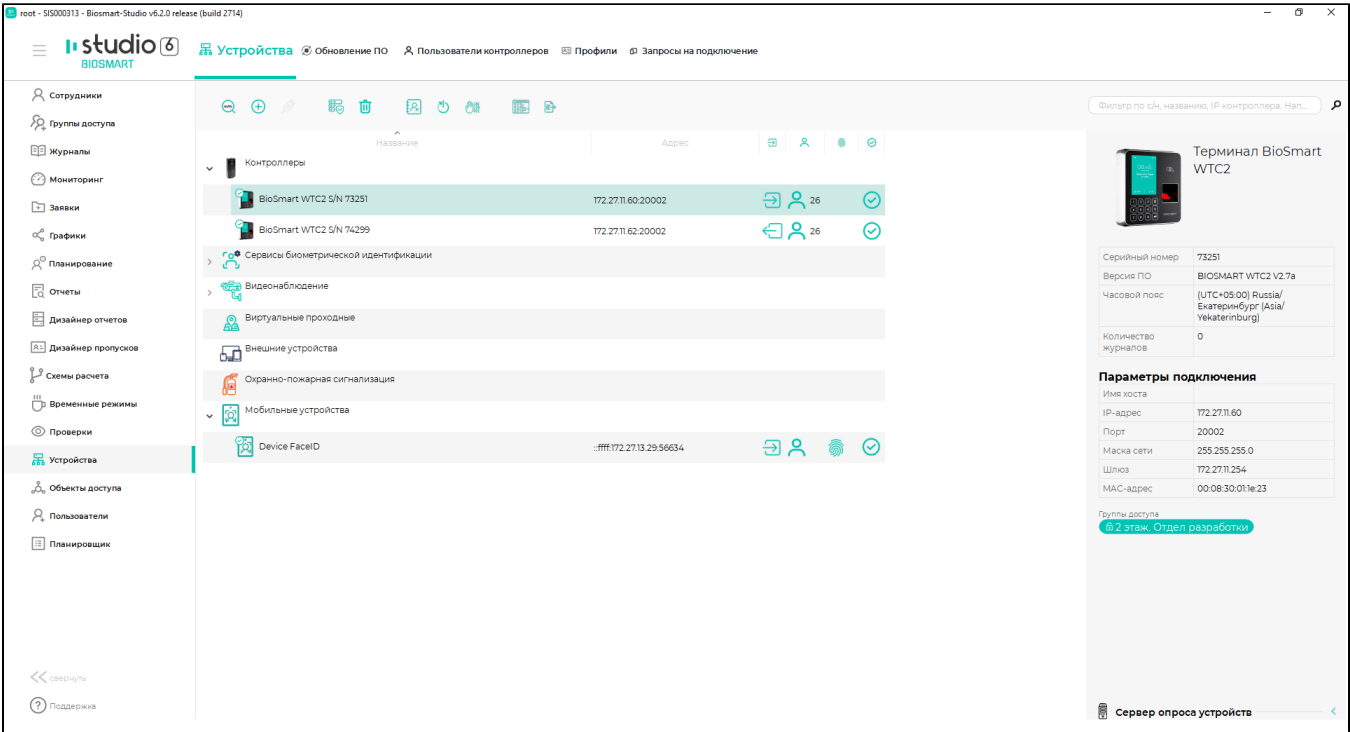 root - SIS000313 - Biosmart-Studio v6.2.0 release (build 2714)
studio 6
BIOSMART
Устройства
Обновление ПО
Пользователи контроллеров
Профили
Запросы на подключение
Сотрудники
Группы доступа
Журналы
Мониторинг
Заявки
Графики
Планирование
Отчеты
Дизайнер отчетов
Дизайнер пропусков
Схемы расчета
Временные режимы
Проверки
Устройства
Объекты доступа
Пользователи
Планировщик
свернуть
Поддержка
Фильтр по с/н, названию, IP контроллера. Нап...
Название
Адрес
Контроллеры
BioSmart WTC2 S/N 73251
172.27.11.60:20002
26
BioSmart WTC2 S/N 74299
172.27.11.62:20002
26
Сервисы биометрической идентификации
Видеонаблюдение
Виртуальные проходные
Внешние устройства
Охранно-пожарная сигнализация
Мобильные устройства
Device FaceID
::ffff:172.27.13.29:56634
Терминал BioSmart
WTC2
Серийный номер
73251
Версия ПО
BIOSMART WTC2 V2.7a
Часовой пояс
(UTC+05:00) Russia/
Екатеринбург (Asia/
Yekaterinburg)
Количество
журналов
0
Параметры подключения
Имя хоста
IP-адрес
172.27.11.60
Порт
20002
Маска сети
255.255.255.0
Шлюз
172.27.11.254
MAC-адрес
00:08:30:01:1e:23
Группы доступа
2 этаж. Отдел разработки
Сервер опроса устройств